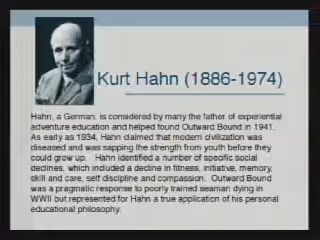 Kurt Hahn (1886-1974)
Hahn, a German, is considered by many the father of experiential
adventure education and helped found Outward Bound in 1941.
As early as 1934, Hahn claimed that modern civilization was
diseased and was sapping the strength from youth before they
could grow up. Hahn identified a number of specific social
declines, which included a decline in fitness, initiative, memory,
skill and care, self discipline and compassion. Outward Bound
was a pragmatic response to poorly trained seaman dying in
WWII but represented for Hahn a true application of his personal
educational philosophy.